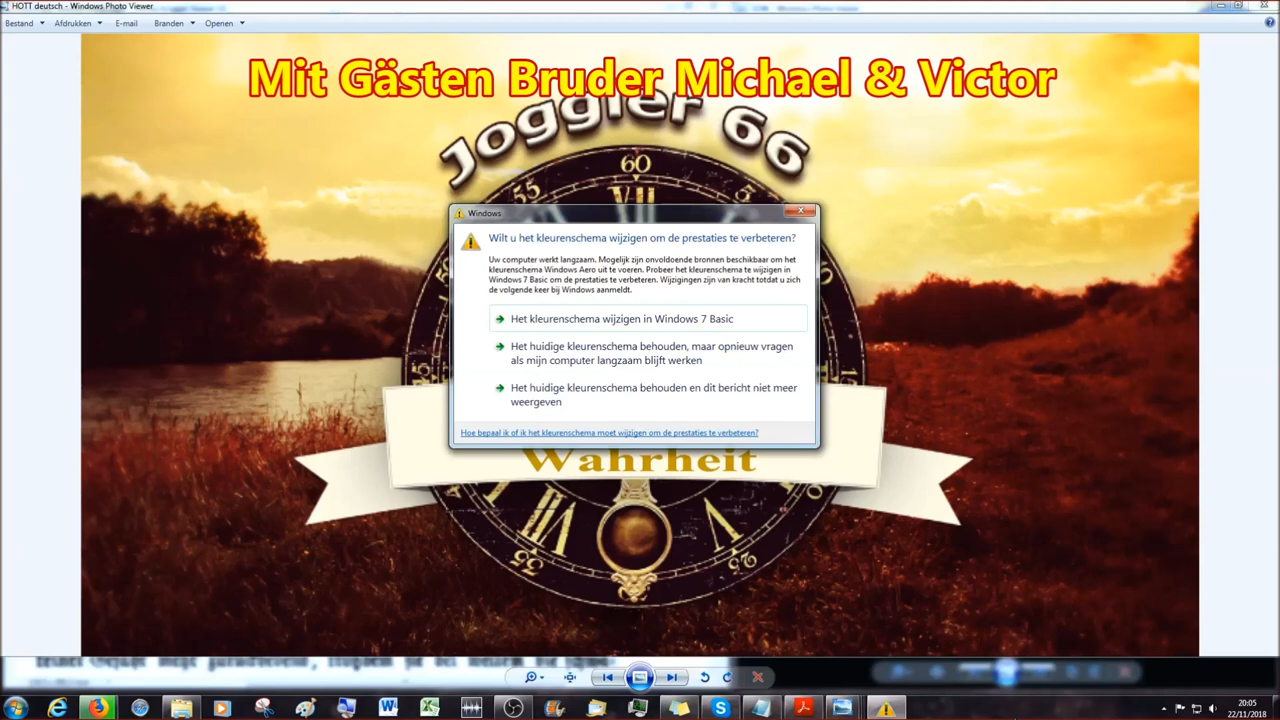 HOTT deutsch - Windows Photo Viewer
Bestand Afdrukken E-mail Branden Openen
Mit Gästen Bruder Michael & Victor
Joggler 66
60
55
5
VII
Windows
Wilt u het kleurenschema wijzigen om de prestaties te verbeteren?
Uw computer werkt langzaam. Mogelijk zijn onvoldoende bronnen beschikbaar om het
kleurenschema Windows Aero uit te voeren. Probeer het kleurenschema te wijzigen in
Windows 7 Basic om de prestaties te verbeteren. Wijzigingen zijn van kracht totdat u zich
de volgende keer bij Windows aanmeldt.
Het kleurenschema wijzigen in Windows 7 Basic
Het huidige kleurenschema behouden, maar opnieuw vragen
als mijn computer langzaam blijft werken
Het huidige kleurenschema behouden en dit bericht niet meer
weergeven
Hoe bepaal ik of ik het kleurenschema moet wijzigen om de prestaties te verbeteren?
Wahrheit
20:05
22/11/2018